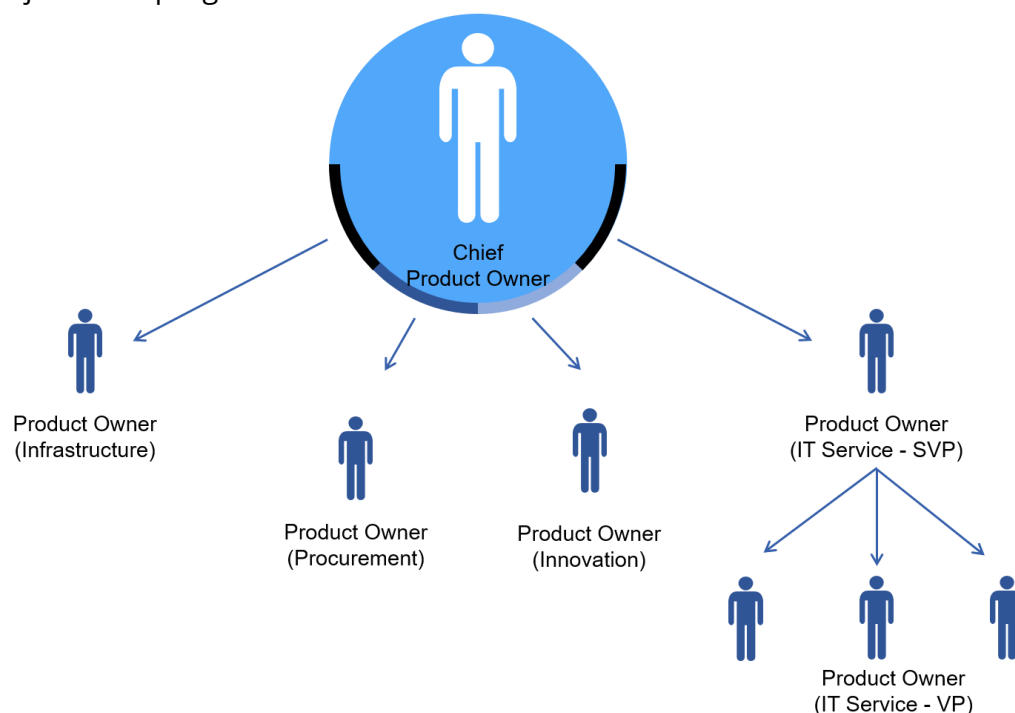 Chief
Product Owner
Product Owner
(Infrastructure)
Product Owner
(IT Service - SVP)
Product Owner
(Procurement)
Product Owner
(Innovation)
Product Owner
(IT Service - VP)